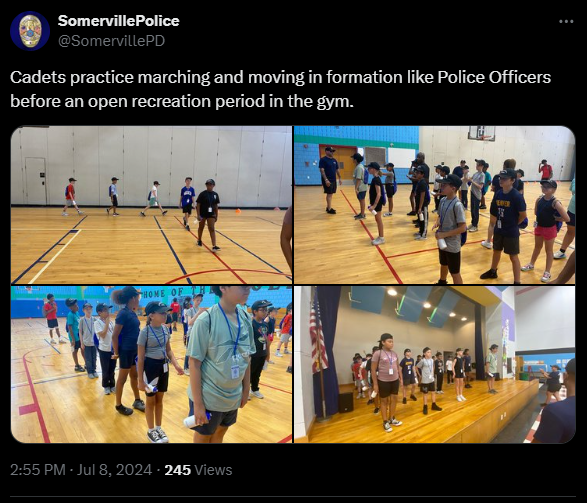 SomervillePolice
@SomervillePD
Cadets practice marching and moving in formation like Police Officers
before an open recreation period in the gym.
HOME OF THE
2:55 PM · Jul 8, 2024 · 245 Views